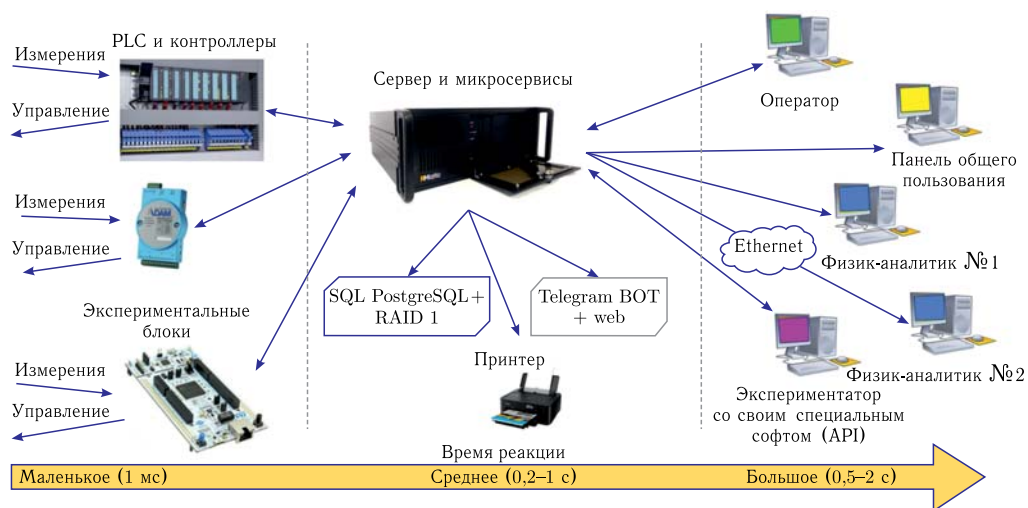 PLC и контроллеры
Измерения
Управление
Сервер и микросервисы
Оператор
Панель общего
пользования
ADAM
Измерения
Управление
Ethernet
Физик-аналитик №1
SQL PostgreSQL+
RAID 1
Telegram BOT
+ web
Экспериментальные
блоки
Принтер
Физик-аналитик №2
Измерения
Управление
Экспериментатор
со своим специальным
софтом (API)
Время реакции
Маленькое (1 мс)
Среднее (0,2–1 с)
Большое (0,5–2 с)